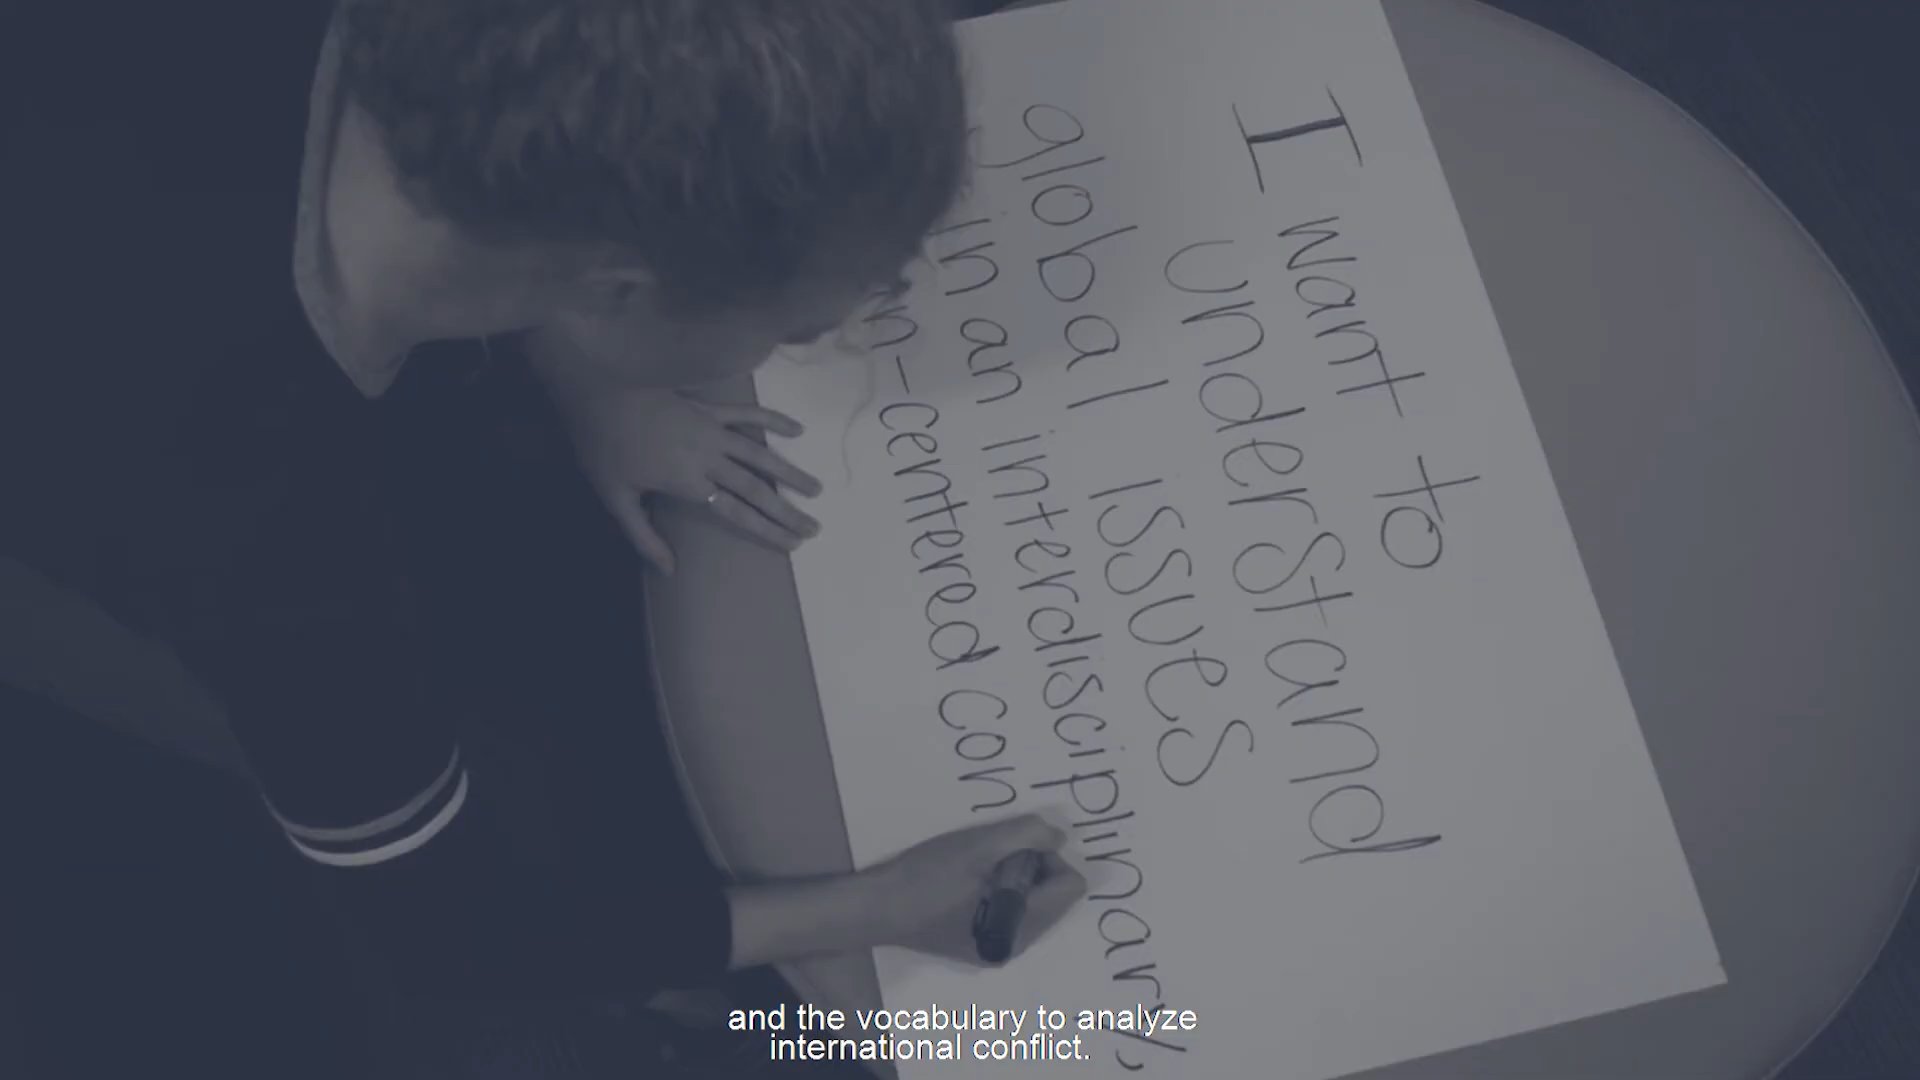 I want to
understand
global issues
in an interdisciplinary,
n-centered con
and the vocabulary to analyze
international conflict.